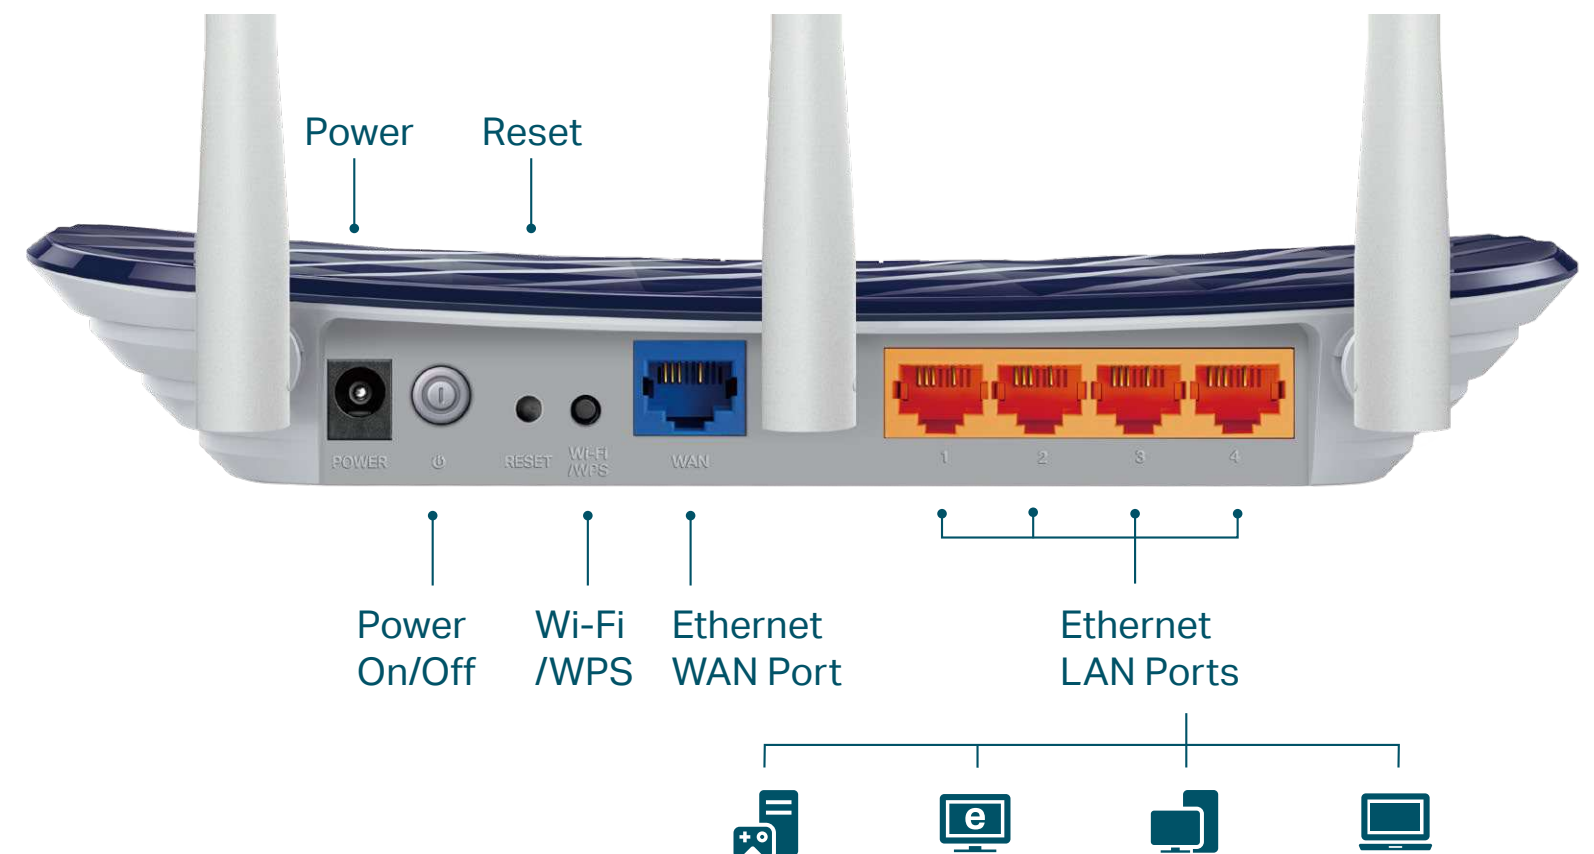 Power
Reset
POWER
RESET
Wi-Fi
/WPS
WAN
1
2
3
4
Power
On/Off
Wi-Fi
/WPS
Ethernet
WAN Port
Ethernet
LAN Ports
e